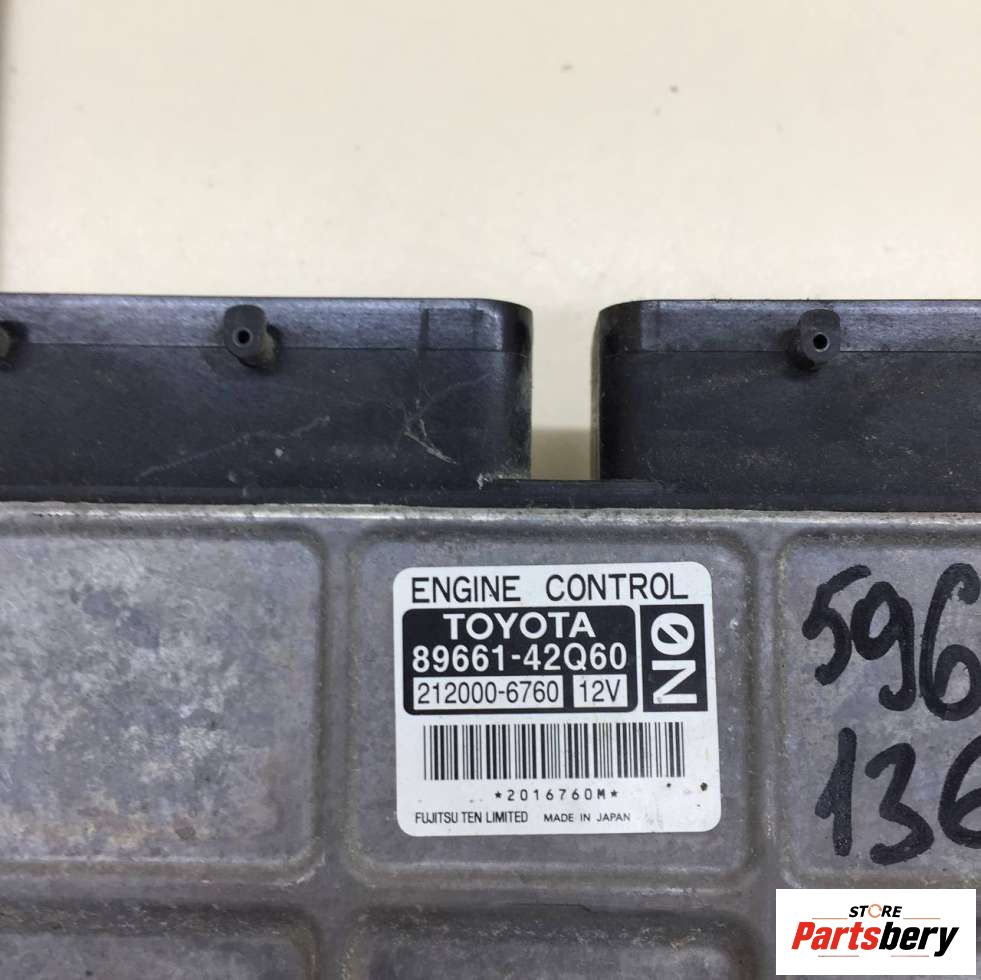 ENGINE CONTROL
TOYOTA
89661-42Q60
212000-6760 12V
N0
*2016760M*
FUJITSU TEN LIMITED MADE IN JAPAN
596
136
STORE
Partsbery